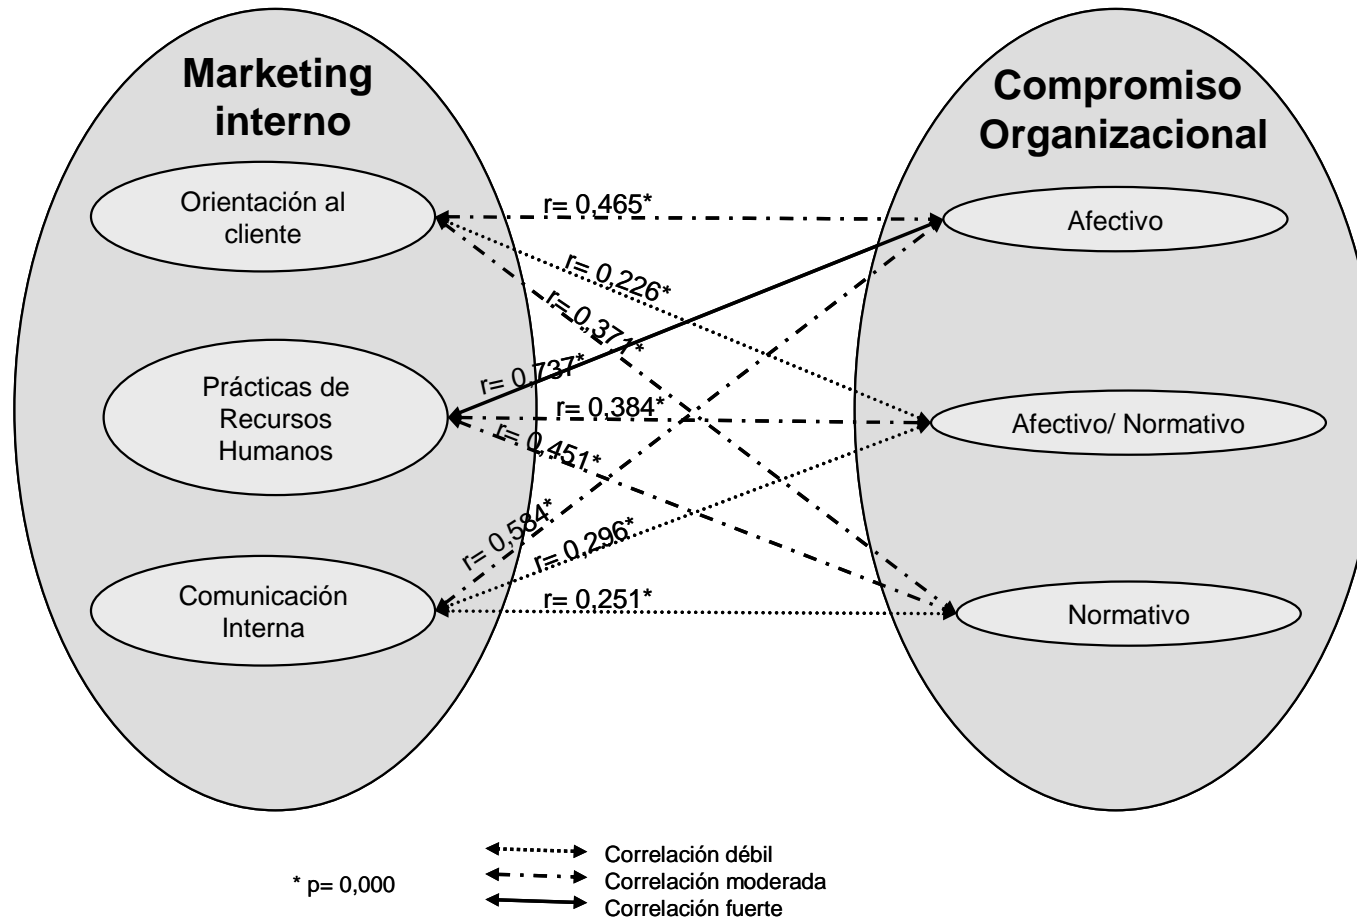 Marketing
interno
Orientación al
cliente
Prácticas de
Recursos
Humanos
Comunicación
Interna
r= 0,465*
r= 0,226*
r= 0,371*
r= 0,737*
r= 0,384*
r= 0,451*
r= 0,584*
r= 0,296*
r= 0,251*
Compromiso
Organizacional
Afectivo
Afectivo/ Normativo
Normativo
* p= 0,000
Correlación débil
Correlación moderada
Correlación fuerte